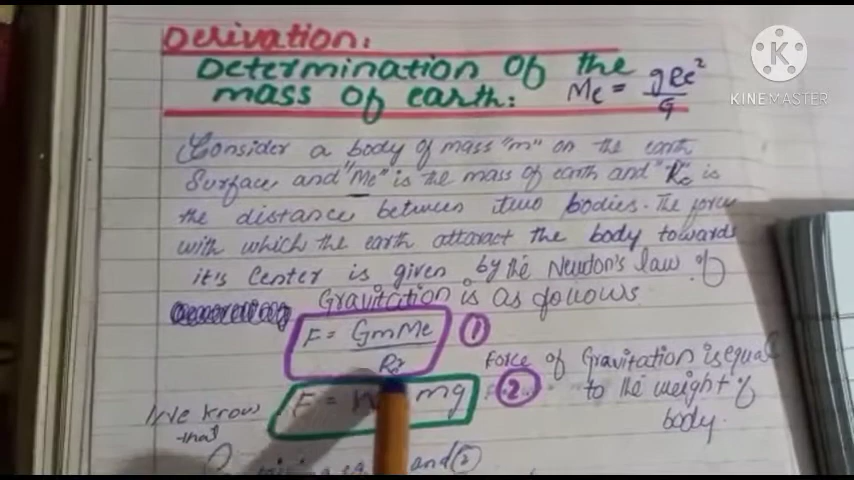 Derivation:
Determination of the
mass of earth: Me = gRe²/G
KINEMASTER
Consider a body of mass "m" on the earth
Surface and "Me" is the mass of earth and "Re" is
the distance between two bodies. The force
with which the earth attaract the body towards
it's Center is given by the Newton's law of
Gravitation is as follows
F = GmMe/Re² ①
Force of Gravitation is equal
to the weight of
body.
We know
that
F = mg ②
and ②